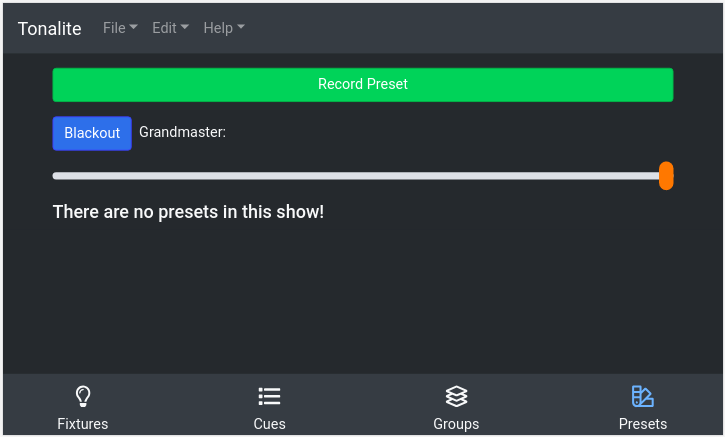 Tonalite File Edit Help
Record Preset
Blackout Grandmaster:
There are no presets in this show!
Fixtures Cues Groups Presets